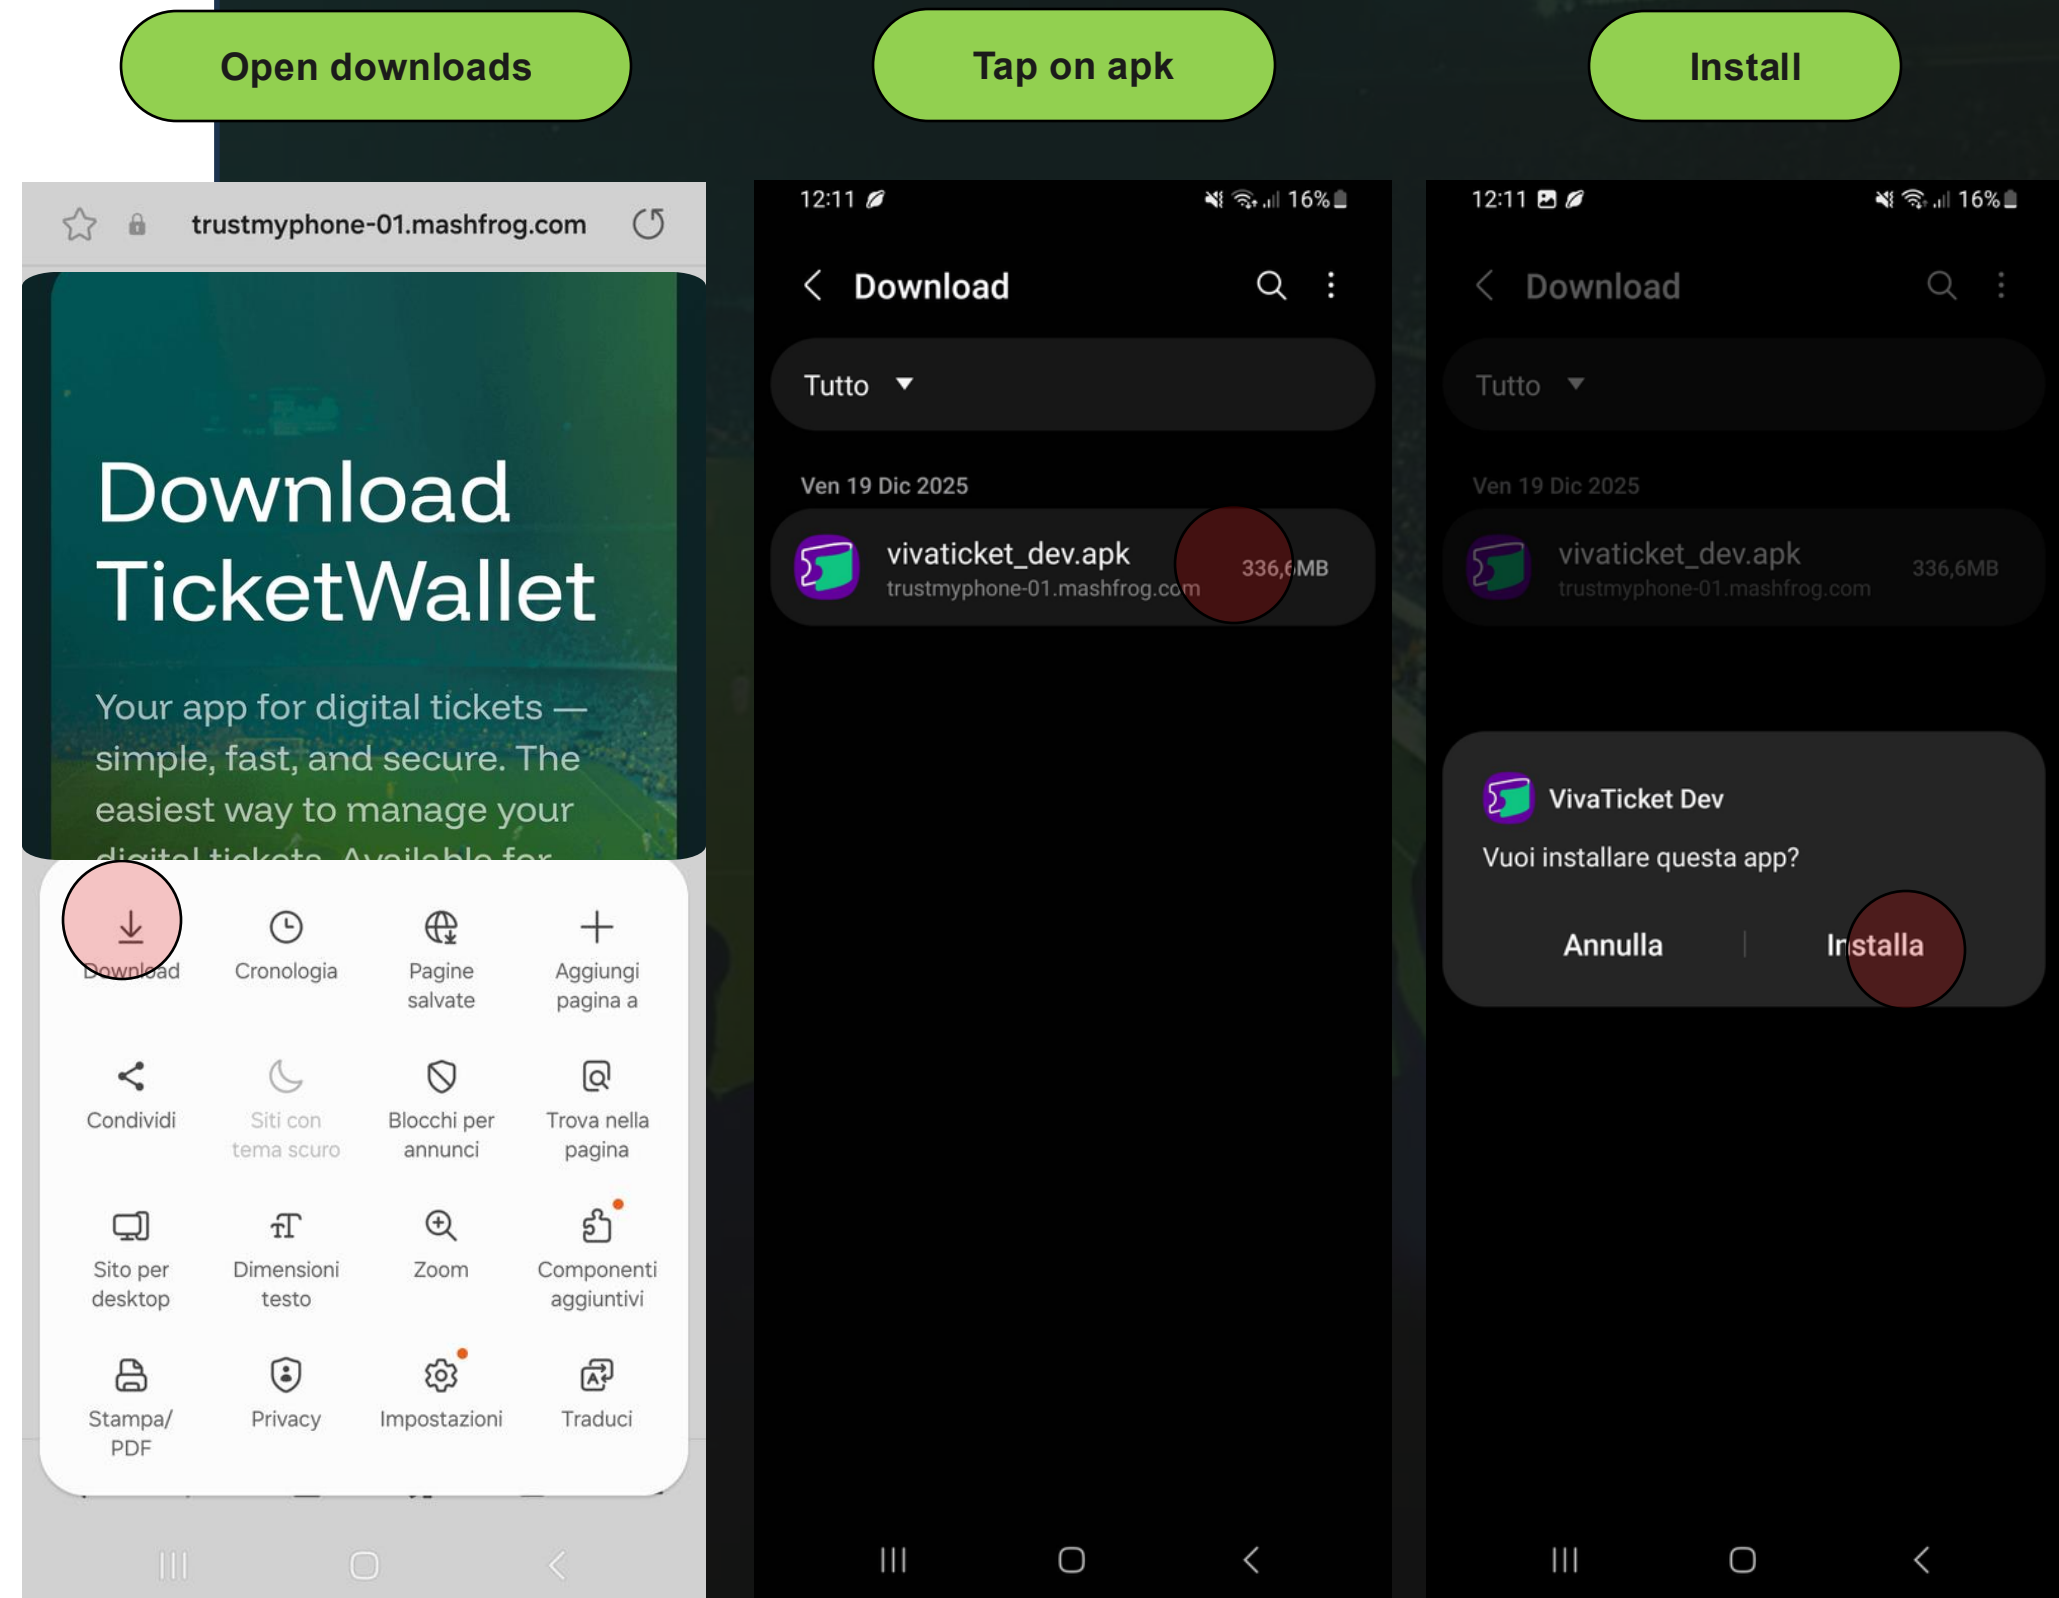 Open downloads
Tap on apk
Install
trustmyphone-01.mashfrog.com
Download
TicketWallet
Your app for digital tickets —
simple, fast, and secure. The
easiest way to manage your
digital tickets. Available for
Download
Cronologia
Pagine
salvate
Aggiungi
pagina a
Condividi
Siti con
tema scuro
Blocchi per
annunci
Trova nella
pagina
Sito per
desktop
Dimensioni
testo
Zoom
Componenti
aggiuntivi
Stampa/
PDF
Privacy
Impostazioni
Traduci
12:11
16%
Download
Tutto
Ven 19 Dic 2025
vivaticket_dev.apk
trustmyphone-01.mashfrog.com
336,6MB
12:11
16%
Download
Tutto
Ven 19 Dic 2025
vivaticket_dev.apk
trustmyphone-01.mashfrog.com
336,6MB
VivaTicket Dev
Vuoi installare questa app?
Annulla
Installa